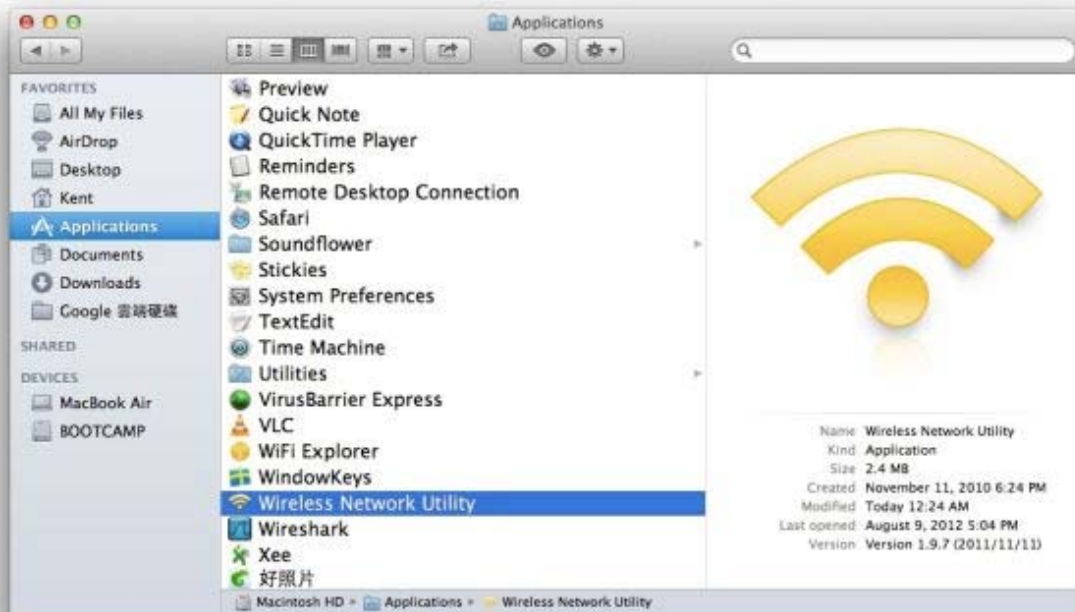 Applications
FAVORITES
All My Files
AirDrop
Desktop
Kent
Applications
Documents
Downloads
Google 雲端硬碟
SHARED
DEVICES
MacBook Air
BOOTCAMP
Preview
Quick Note
QuickTime Player
Reminders
Remote Desktop Connection
Safari
Soundflower
Stickies
System Preferences
TextEdit
Time Machine
Utilities
VirusBarrier Express
VLC
WiFi Explorer
WindowKeys
Wireless Network Utility
Wireshark
Xee
好照片
Name Wireless Network Utility
Kind Application
Size 2.4 MB
Created November 11, 2010 6:24 PM
Modified Today 12:24 AM
Last opened August 9, 2012 5:04 PM
Version Version 1.9.7 (2011/11/11)
Macintosh HD ▸ Applications ▸ Wireless Network Utility